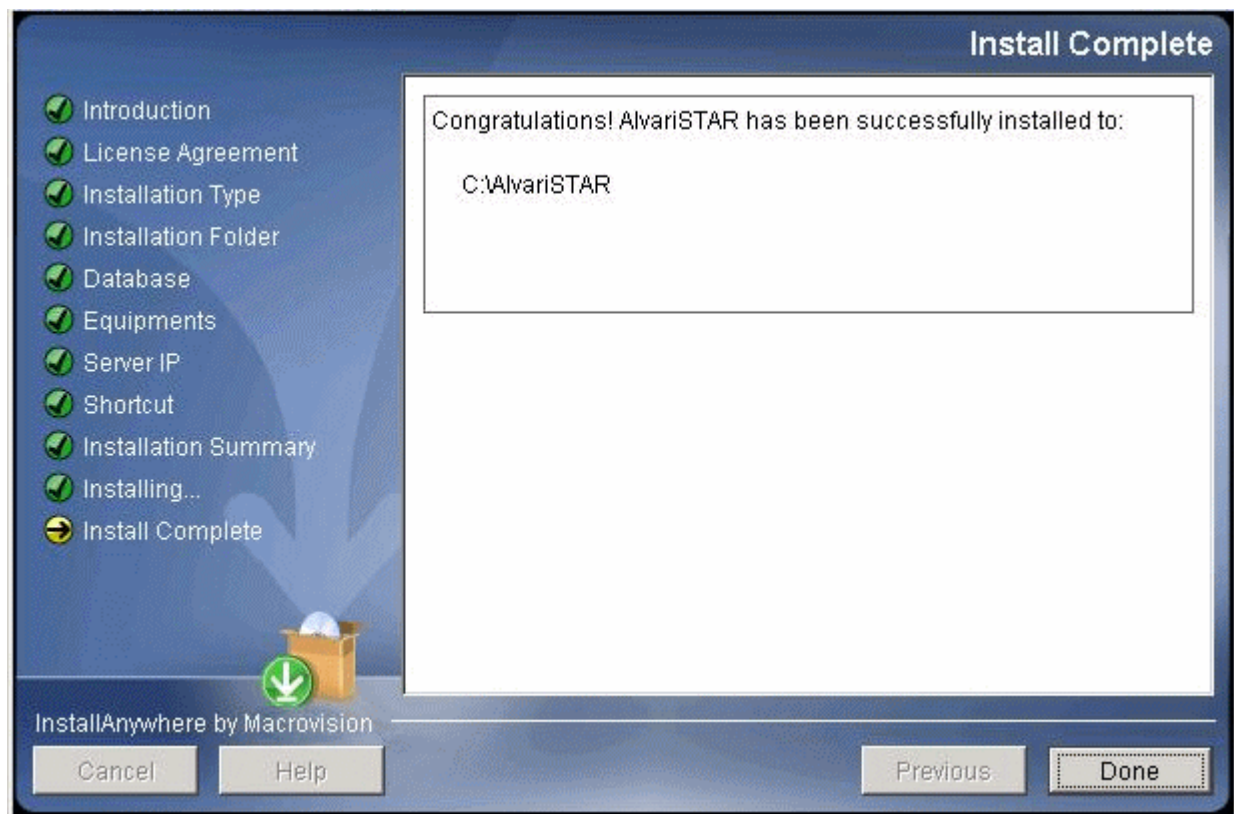 Install Complete
Introduction
License Agreement
Installation Type
Installation Folder
Database
Equipments
Server IP
Shortcut
Installation Summary
Installing...
Install Complete
Congratulations! AlvariSTAR has been successfully installed to:
C:\AlvariSTAR
InstallAnywhere by Macrovision
Cancel
Help
Previous
Done